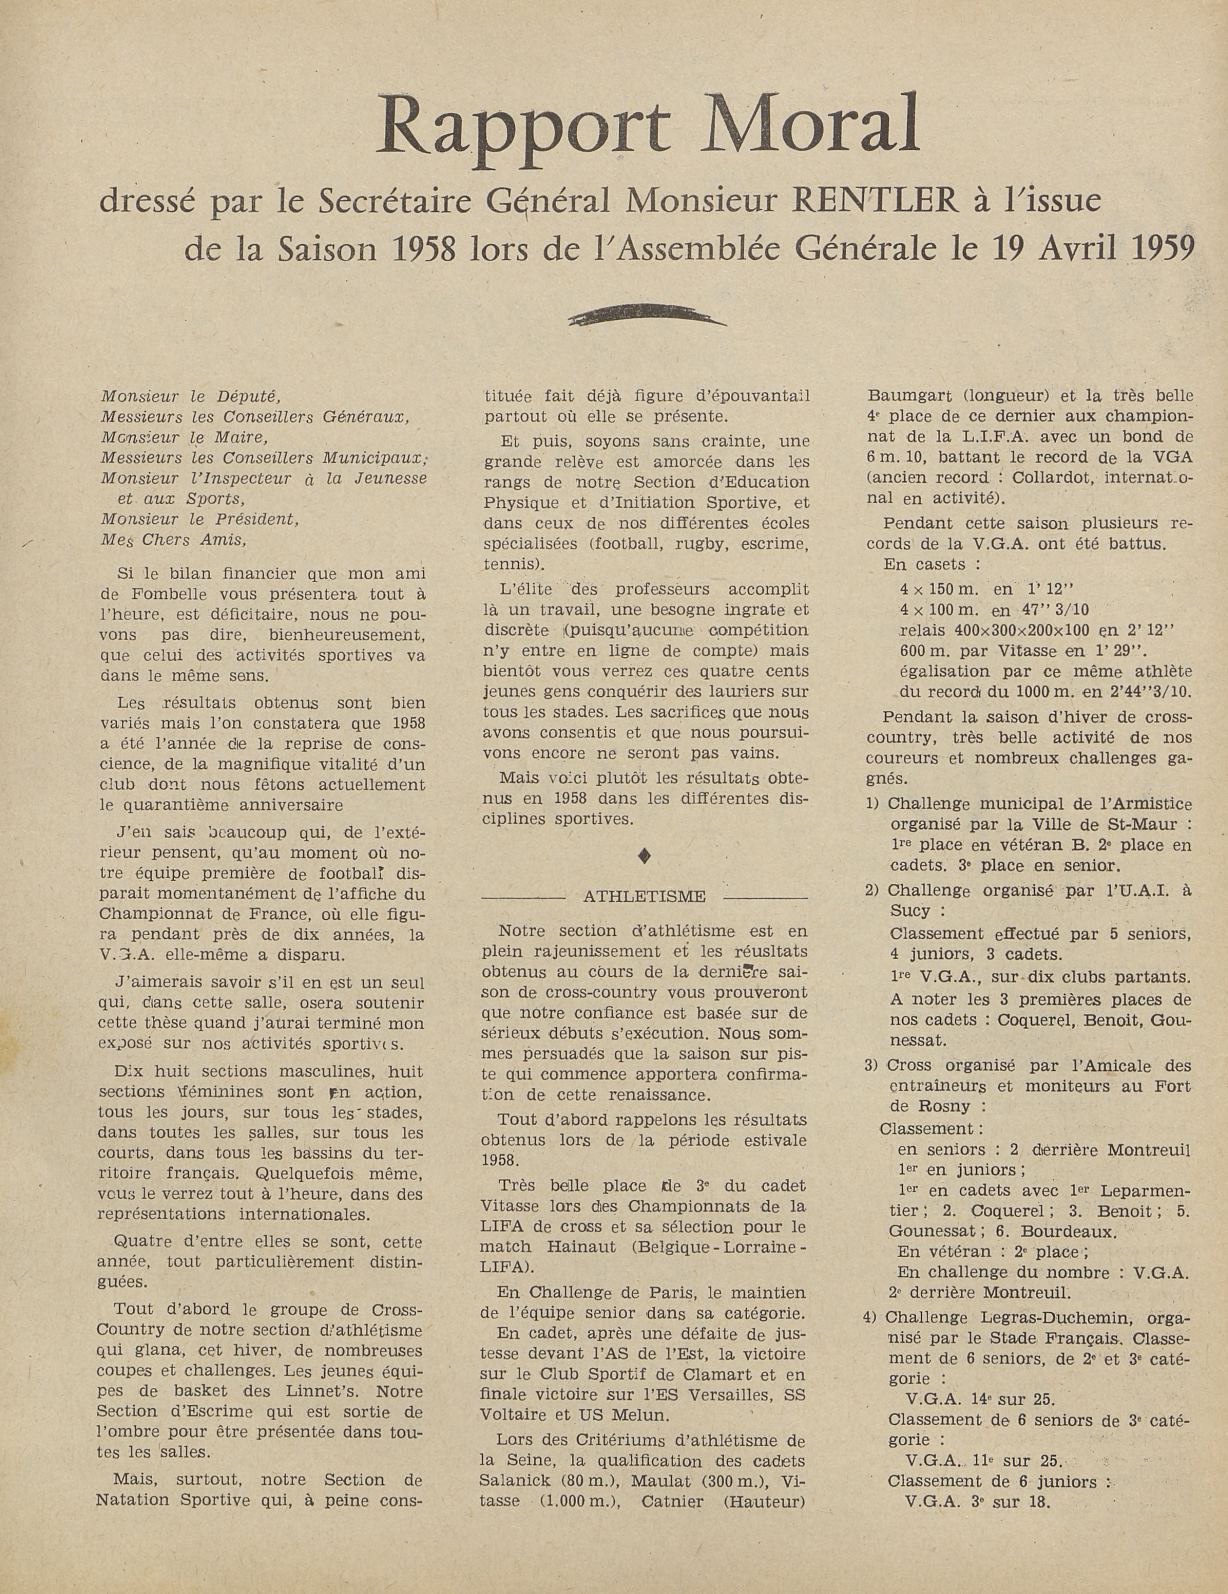 Rapport Moral
dressé par le Secrétaire Général Monsieur RENTLER à l'issue
de la Saison 1958 lors de l'Assemblée Générale le 19 Avril 1959
Monsieur le Député,
Messieurs les Conseillers Généraux,
Monsieur le Maire,
Messieurs les Conseillers Municipaux;
Monsieur l'Inspecteur à la Jeunesse
et aux Sports,
Monsieur le Président,
Mes Chers Amis,
Si le bilan financier que mon ami
de Fombelle vous présentera tout à
l'heure, est déficitaire, nous ne pou-
vons pas dire, bienheureusement,
que celui des activités sportives va
dans le même sens.
Les résultats obtenus sont bien
variés mais l'on constatera que 1958
a été l'année de la reprise de cons-
cience, de la magnifique vitalité d'un
club dont nous fêtons actuellement
le quarantième anniversaire
J'en sais beaucoup qui, de l'exté-
rieur pensent, qu'au moment où no-
tre équipe première de football dis-
parait momentanément de l'affiche du
Championnat de France, où elle figu-
ra pendant près de dix années, la
V.G.A. elle-même a disparu.
J'aimerais savoir s'il en est un seul
qui, dans cette salle, osera soutenir
cette thèse quand j'aurai terminé mon
exposé sur nos activités sportives.
Dix huit sections masculines, huit
sections féminines sont en action,
tous les jours, sur tous les stades,
dans toutes les salles, sur tous les
courts, dans tous les bassins du ter-
ritoire français. Quelquefois même,
vous le verrez tout à l'heure, dans des
représentations internationales.
Quatre d'entre elles se sont, cette
année, tout particulièrement distin-
guées.
Tout d'abord le groupe de Cross-
Country de notre section d'athlétisme
qui glana, cet hiver, de nombreuses
coupes et challenges. Les jeunes équi-
pes de basket des Linnet's. Notre
Section d'Escrime qui est sortie de
l'ombre pour être présentée dans tou-
tes les salles.
Mais, surtout, notre Section de
Natation Sportive qui, à peine cons-
tituée fait déjà figure d'épouvantail
partout où elle se présente.
Et puis, soyons sans crainte, une
grande relève est amorcée dans les
rangs de notre Section d'Education
Physique et d'Initiation Sportive, et
dans ceux de nos différentes écoles
spécialisées (football, rugby, escrime,
tennis).
L'élite des professeurs accomplit
là un travail, une besogne ingrate et
discrète (puisqu'aucune compétition
n'y entre en ligne de compte) mais
bientôt vous verrez ces quatre cents
jeunes gens conquérir des lauriers sur
tous les stades. Les sacrifices que nous
avons consentis et que nous poursui-
vons encore ne seront pas vains.
Mais voici plutôt les résultats obte-
nus en 1958 dans les différentes dis-
ciplines sportives.
ATHLETISME
Notre section d'athlétisme est en
plein rajeunissement et les réusltats
obtenus au cours de la dernière sai-
son de cross-country vous prouveront
que notre confiance est basée sur de
sérieux débuts s'exécution. Nous som-
mes persuadés que la saison sur pis-
te qui commence apportera confirma-
tion de cette renaissance.
Tout d'abord rappelons les résultats
obtenus lors de la période estivale
1958.
Très belle place de 3e du cadet
Vitasse lors des Championnats de la
LIFA de cross et sa sélection pour le
match Hainaut (Belgique - Lorraine -
LIFA).
En Challenge de Paris, le maintien
de l'équipe senior dans sa catégorie.
En cadet, après une défaite de jus-
tesse devant l'AS de l'Est, la victoire
sur le Club Sportif de Clamart et en
finale victoire sur l'ES Versailles, SS
Voltaire et US Melun.
Lors des Critériums d'athlétisme de
la Seine, la qualification des cadets
Salanick (80 m.), Maulat (300 m.), Vi-
tasse (1.000 m.), Catnier (Hauteur)
Baumgart (longueur) et la très belle
4e place de ce dernier aux champion-
nat de la L.I.F.A. avec un bond de
6 m. 10, battant le record de la VGA
(ancien record : Collardot, internatio-
nal en activité).
Pendant cette saison plusieurs re-
cords de la V.G.A. ont été battus.
En casets :
4 x 150 m. en 1' 12''
4 x 100 m. en 47'' 3/10
relais 400x300x200x100 en 2' 12''
600 m. par Vitasse en 1' 29''.
égalisation par ce même athlète
du record du 1000 m. en 2'44''3/10.
Pendant la saison d'hiver de cross-
country, très belle activité de nos
coureurs et nombreux challenges ga-
gnés.
1) Challenge municipal de l'Armistice
organisé par la Ville de St-Maur :
1re place en vétéran B. 2e place en
cadets. 3e place en senior.
2) Challenge organisé par l'U.A.I. à
Sucy :
Classement effectué par 5 seniors,
4 juniors, 3 cadets.
1re V.G.A., sur dix clubs partants.
A noter les 3 premières places de
nos cadets : Coquerel, Benoit, Gou-
nessat.
3) Cross organisé par l'Amicale des
entraîneurs et moniteurs au Fort
de Rosny :
Classement :
en seniors : 2 derrière Montreuil
1er en juniors ;
1er en cadets avec 1er Leparmen-
tier ; 2. Coquerel ; 3. Benoit ; 5.
Gounessat ; 6. Bourdeaux.
En vétéran : 2e place ;
En challenge du nombre : V.G.A.
2e derrière Montreuil.
4) Challenge Legras-Duchemin, orga-
nisé par le Stade Français. Classe-
ment de 6 seniors, de 2e et 3e caté-
gorie :
V.G.A. 14e sur 25.
Classement de 6 seniors de 3e caté-
gorie :
V.G.A. 11e sur 25.
Classement de 6 juniors :
V.G.A. 3e sur 18.